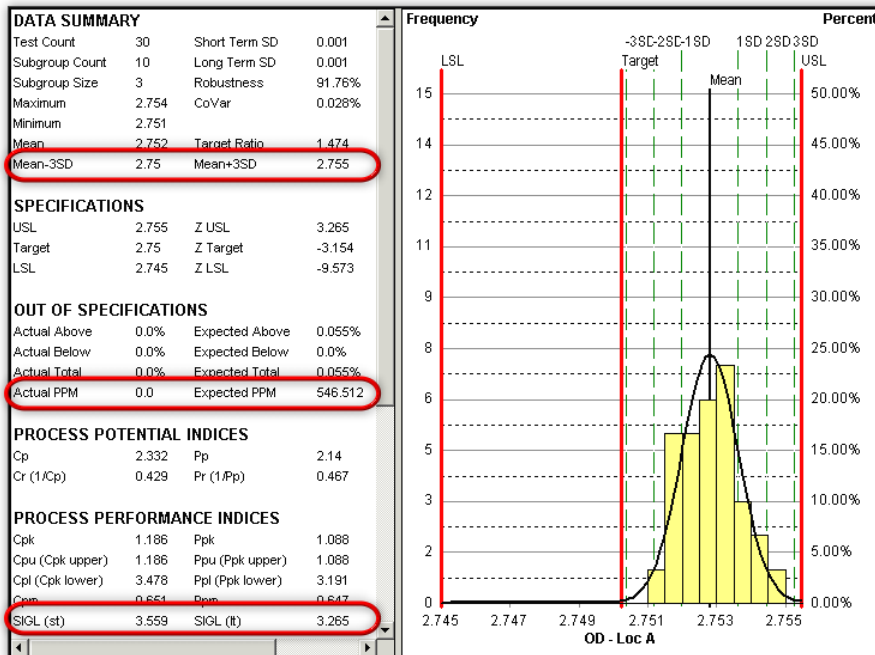 DATA SUMMARY
Test Count 30 Short Term SD 0.001
Subgroup Count 10 Long Term SD 0.001
Subgroup Size 3 Robustness 91.76%
Maximum 2.754 CoVar 0.028%
Minimum 2.751
Mean 2.752 Target Ratio 1.474
Mean-3SD 2.75 Mean+3SD 2.755
SPECIFICATIONS
USL 2.755 Z USL 3.265
Target 2.75 Z Target -3.154
LSL 2.745 Z LSL -9.573
OUT OF SPECIFICATIONS
Actual Above 0.0% Expected Above 0.055%
Actual Below 0.0% Expected Below 0.0%
Actual Total 0.0% Expected Total 0.055%
Actual PPM 0.0 Expected PPM 546.512
PROCESS POTENTIAL INDICES
Cp 2.332 Pp 2.14
Cr (1/Cp) 0.429 Pr (1/Pp) 0.467
PROCESS PERFORMANCE INDICES
Cpk 1.186 Ppk 1.088
Cpu (Cpk upper) 1.186 Ppu (Ppk upper) 1.088
Cpl (Cpk lower) 3.478 Ppl (Ppk lower) 3.191
Cpm 0.651 Ppm 0.647
SIGL (st) 3.559 SIGL (lt) 3.265
Frequency Percent
-3SD -2SD -1SD 1SD 2SD 3SD
LSL Target USL
Mean
15 50.00%
14 45.00%
12 40.00%
11 35.00%
9 30.00%
8 25.00%
6 20.00%
5 15.00%
3 10.00%
2 5.00%
0 0.00%
2.745 2.747 2.749 2.751 2.753 2.755
OD - Loc A